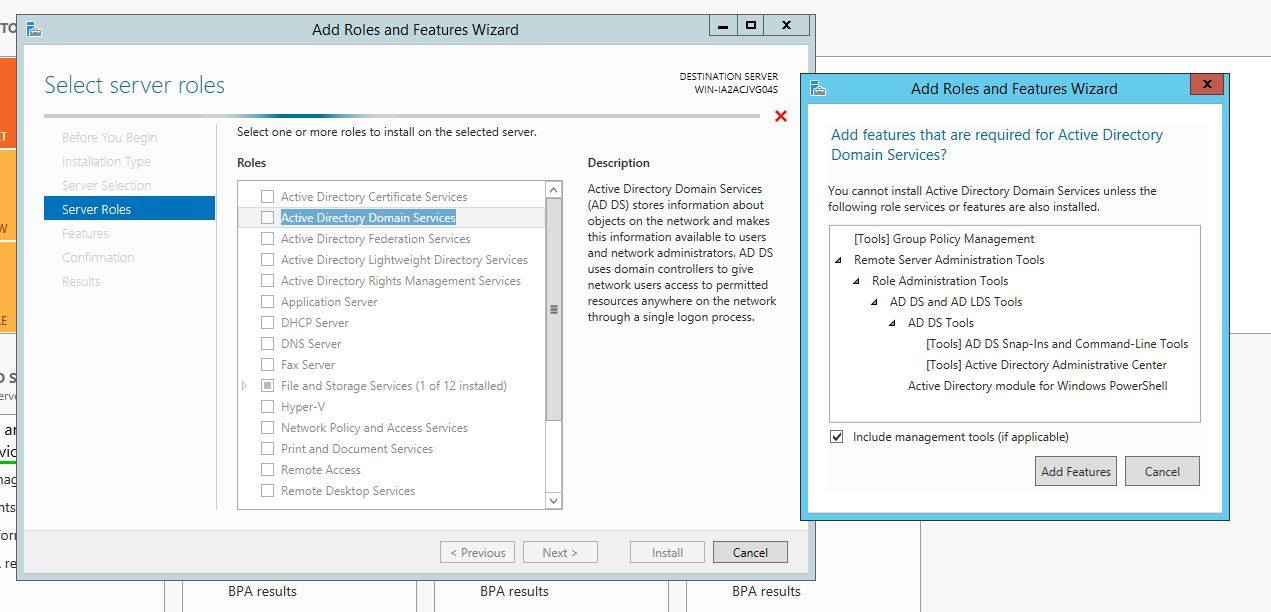 TO
Add Roles and Features Wizard
Select server roles
DESTINATION SERVER
WIN-IA2ACJVG04S
Before You Begin
Installation Type
Server Selection
Server Roles
Features
Confirmation
Results
Select one or more roles to install on the selected server.
Roles
Active Directory Certificate Services
Active Directory Domain Services
Active Directory Federation Services
Active Directory Lightweight Directory Services
Active Directory Rights Management Services
Application Server
DHCP Server
DNS Server
Fax Server
File and Storage Services (1 of 12 installed)
Hyper-V
Network Policy and Access Services
Print and Document Services
Remote Access
Remote Desktop Services
Description
Active Directory Domain Services
(AD DS) stores information about
objects on the network and makes
this information available to users
and network administrators. AD DS
uses domain controllers to give
network users access to permitted
resources anywhere on the network
through a single logon process.
< Previous
Next >
Install
Cancel
Add Roles and Features Wizard
Add features that are required for Active Directory
Domain Services?
You cannot install Active Directory Domain Services unless the
following role services or features are also installed.
[Tools] Group Policy Management
Remote Server Administration Tools
Role Administration Tools
AD DS and AD LDS Tools
AD DS Tools
[Tools] AD DS Snap-Ins and Command-Line Tools
[Tools] Active Directory Administrative Center
Active Directory module for Windows PowerShell
Include management tools (if applicable)
Add Features
Cancel
BPA results
BPA results
BPA results